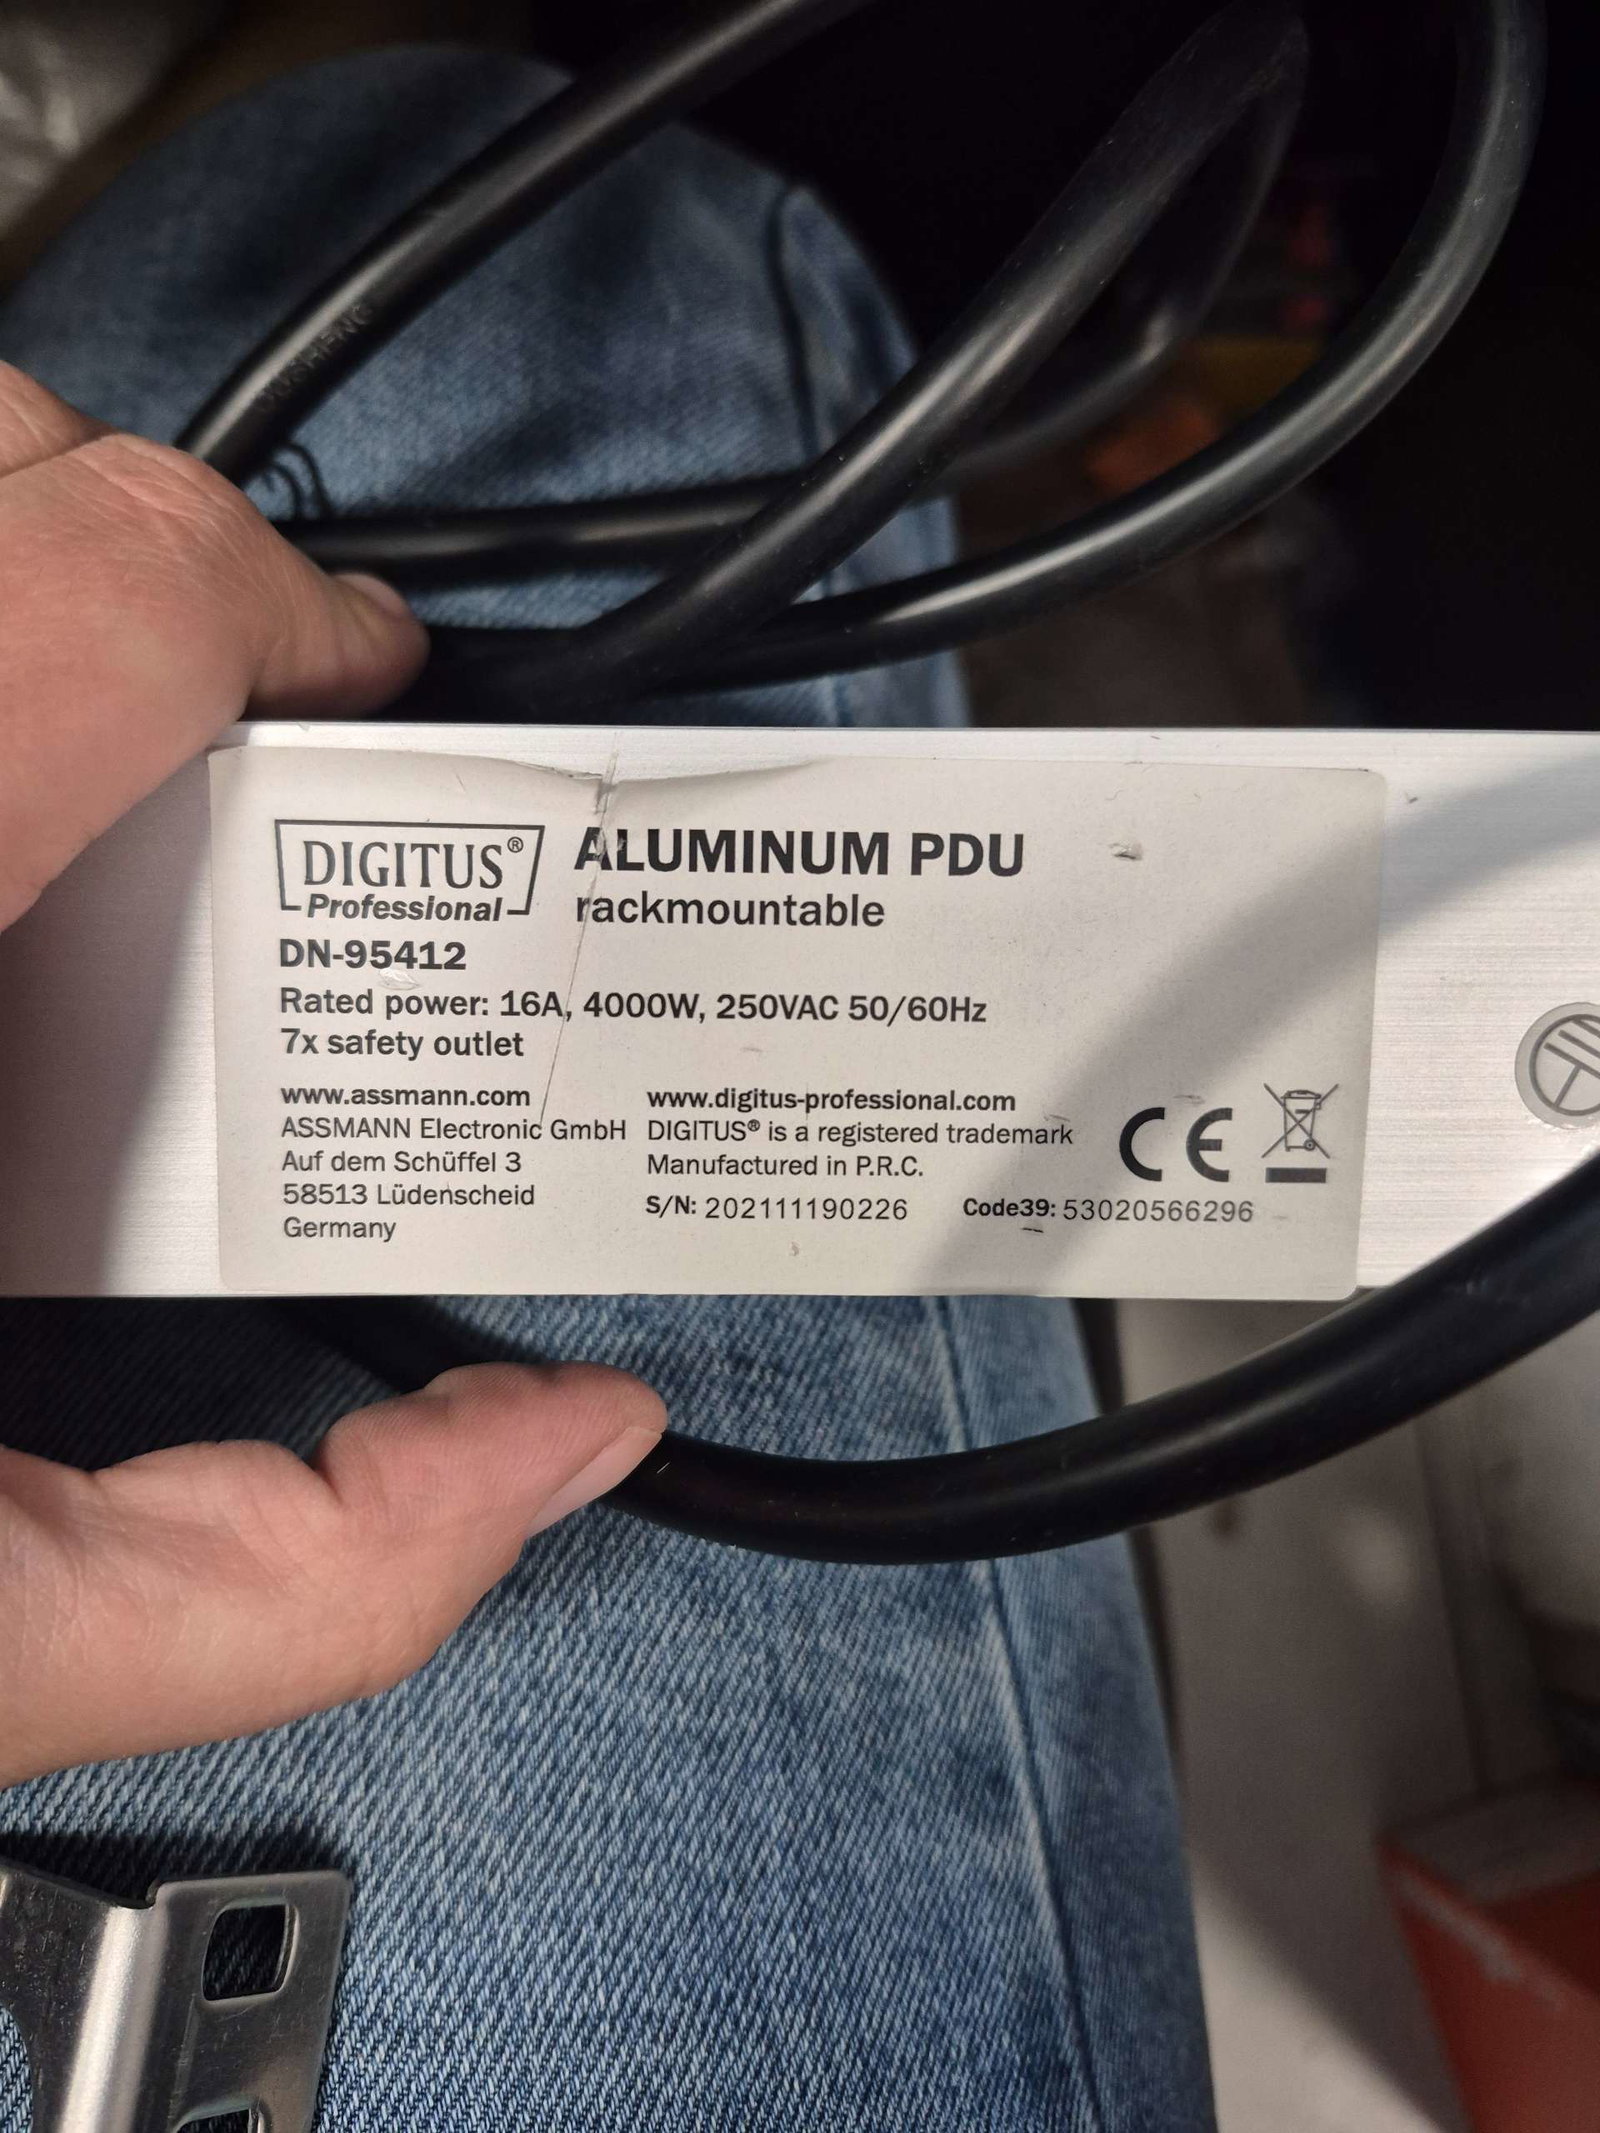 DIGITUS®
Professional
ALUMINUM PDU
rackmountable
DN-95412
Rated power: 16A, 4000W, 250VAC 50/60Hz
7x safety outlet
www.assmann.com
ASSMANN Electronic GmbH
Auf dem Schüffel 3
58513 Lüdenscheid
Germany
www.digitus-professional.com
DIGITUS® is a registered trademark
Manufactured in P.R.C.
S/N: 202111190226 Code39: 53020566296
CE